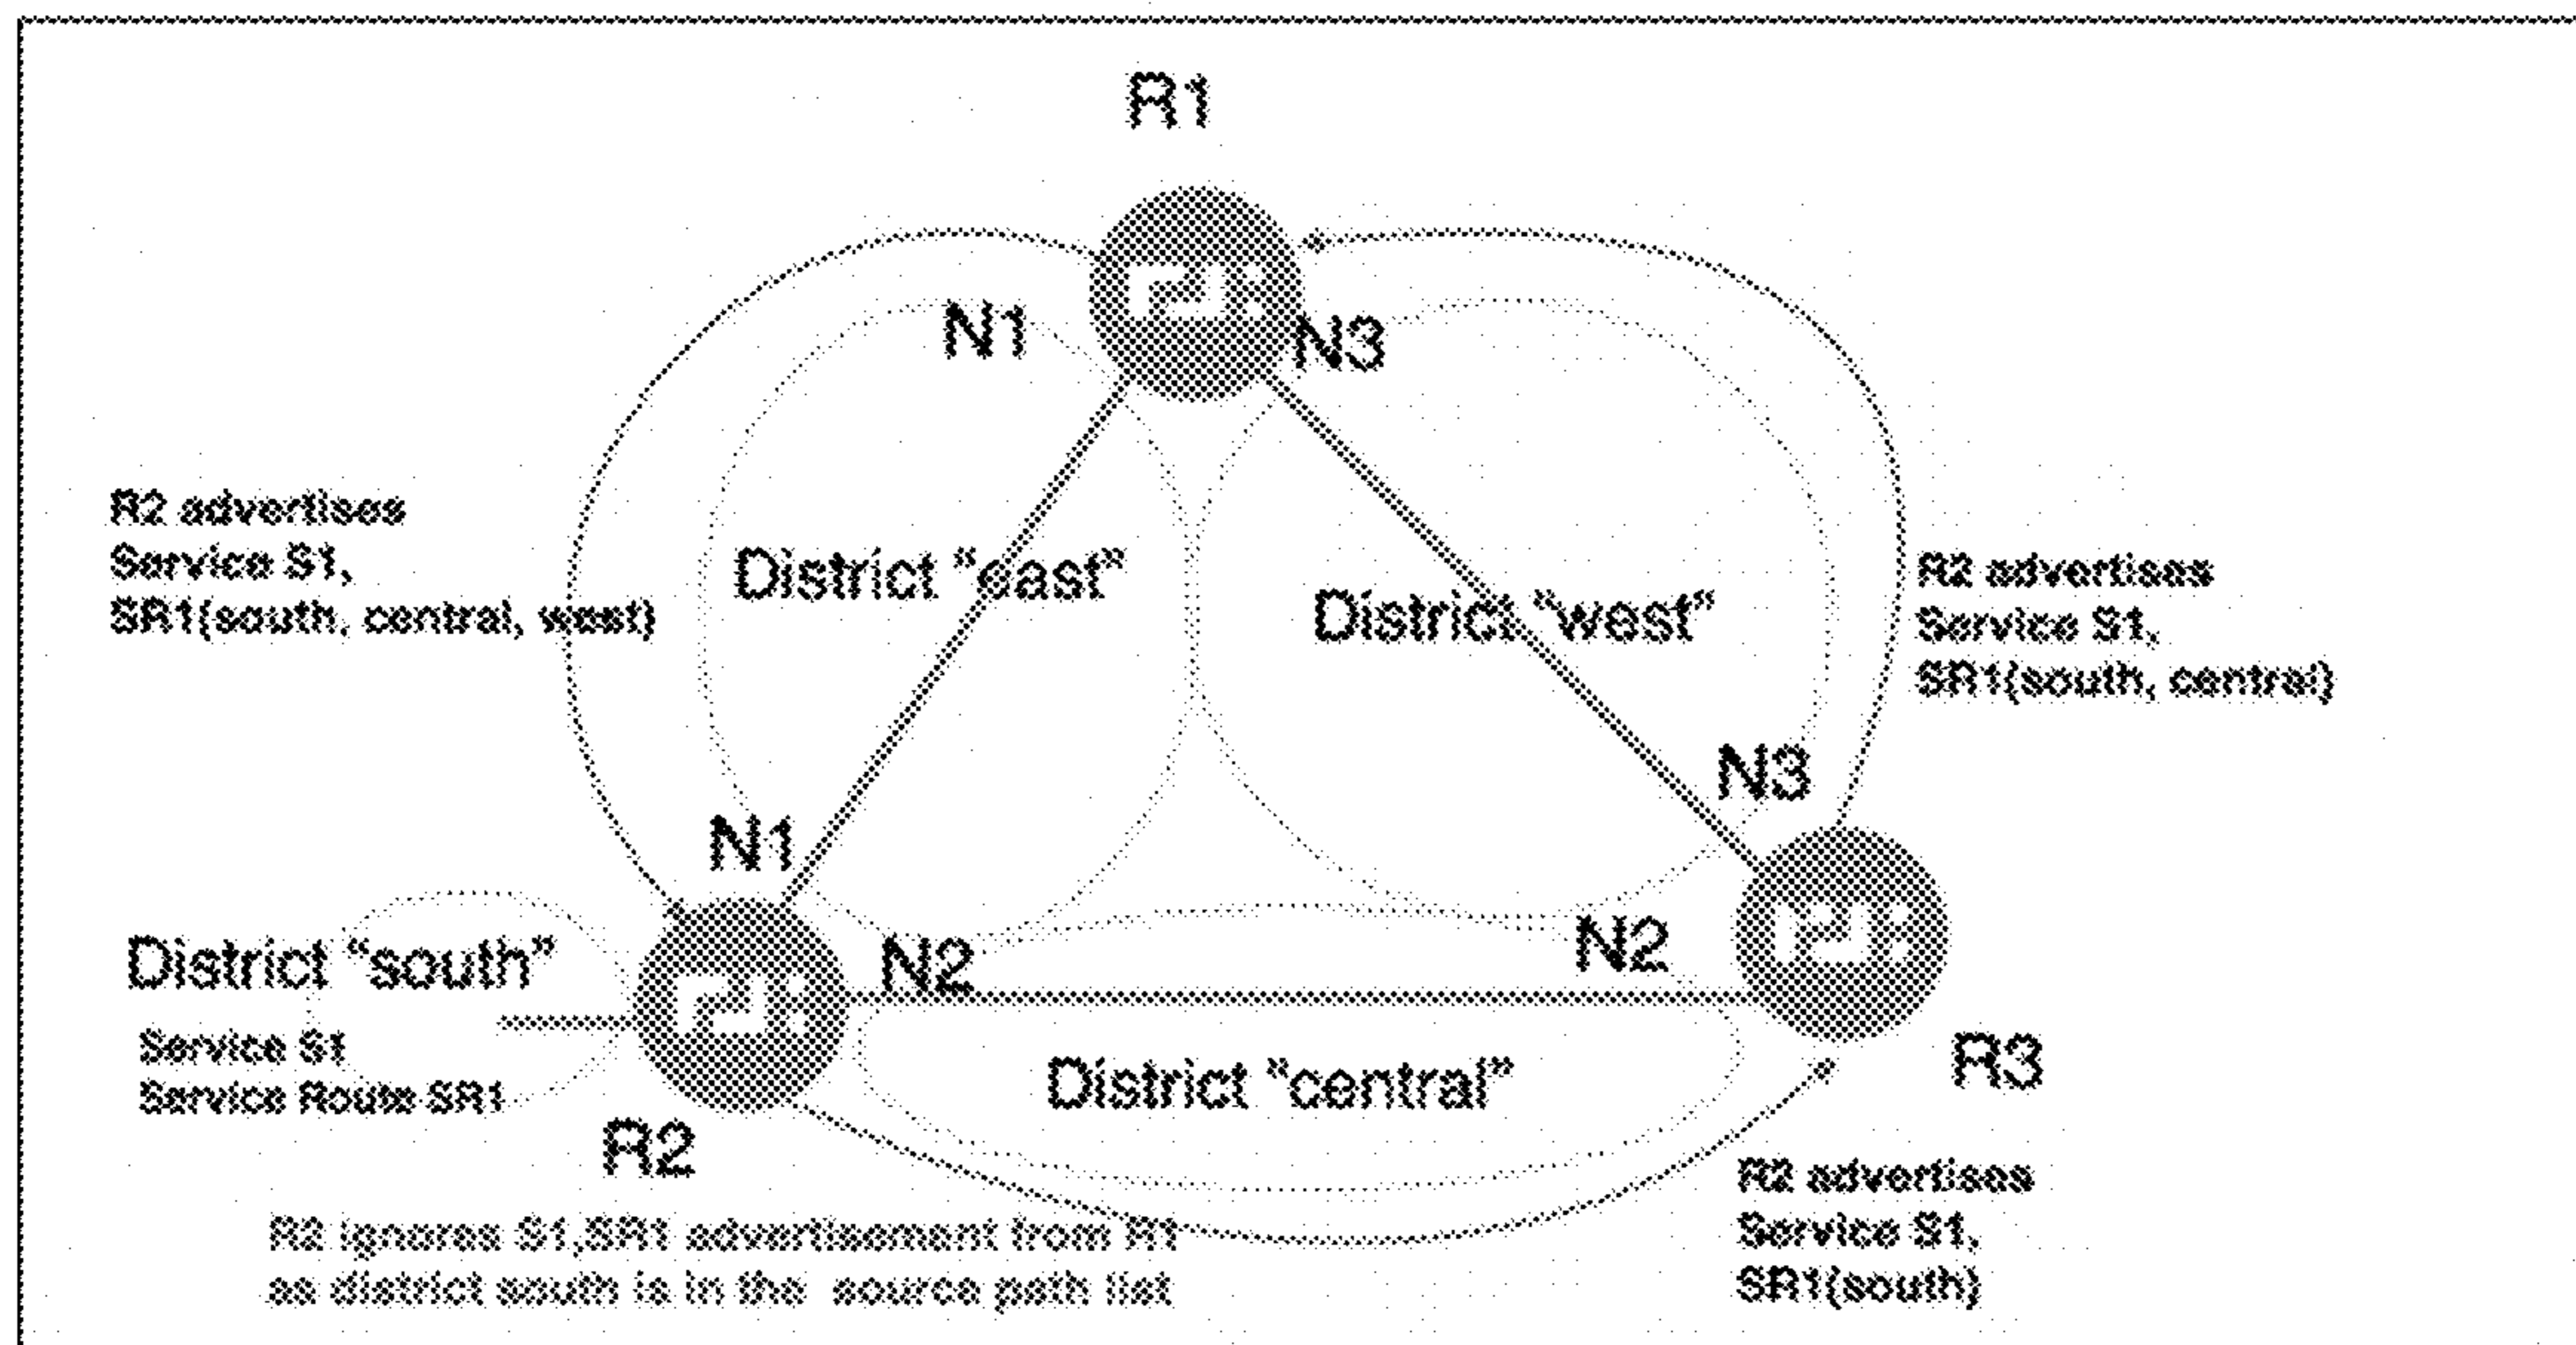 R1
N1
N3
R2 advertises
Service S1,
SR1(south, central, west)
District "east"
District "west"
R2 advertises
Service S1,
SR1(south, central)
N3
N1
N2
N2
District "south"
Service S1
Service Route SR1
R2
District "central"
R3
R2 advertises
Service S1,
SR1(south)
R2 ignores S1,SR1 advertisement from R1
as district south is in the source path list